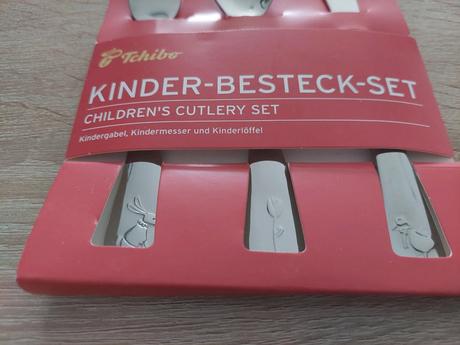 Tchibo
KINDER-BESTECK-SET
CHILDREN'S CUTLERY SET
Kindergabel, Kindermesser und Kinderlöffel